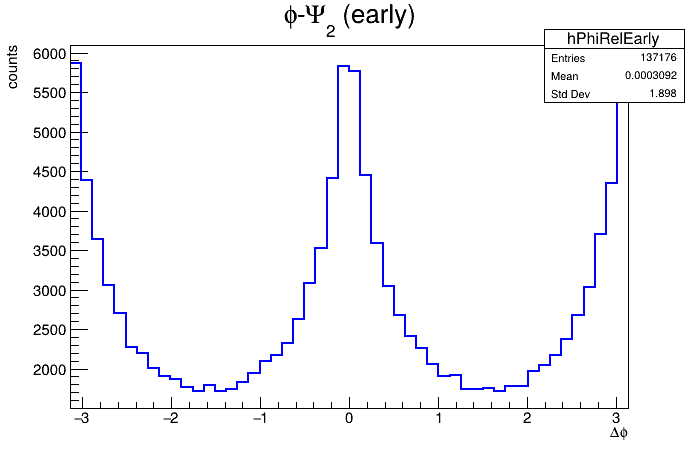 ϕ-Ψ2 (early)
hPhiRelEarly
Entries 137176
Mean 0.0003092
Std Dev 1.898
counts
6000
5500
5000
4500
4000
3500
3000
2500
2000
−3 −2 −1 0 1 2 3
Δϕ